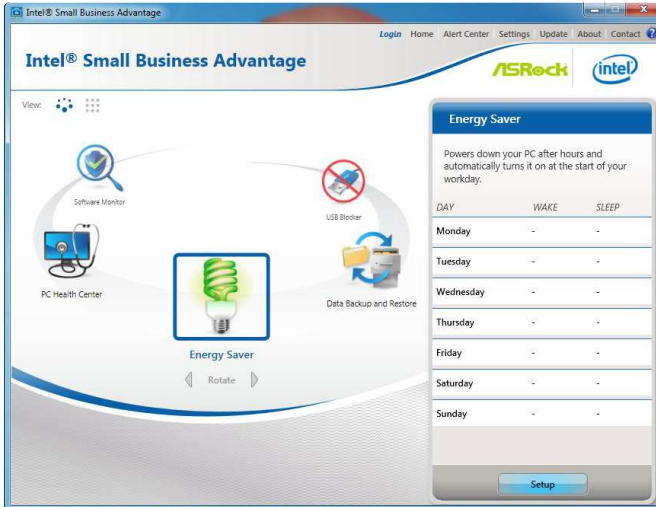 Intel® Small Business Advantage
Login Home Alert Center Settings Update About Contact ?
Intel® Small Business Advantage
ASRock
intel
View:
Software Monitor
USB Blocker
PC Health Center
Data Backup and Restore
Energy Saver
Rotate
Energy Saver
Powers down your PC after hours and
automatically turns it on at the start of your
workday.
DAY WAKE SLEEP
Monday - -
Tuesday - -
Wednesday - -
Thursday - -
Friday - -
Saturday - -
Sunday - -
Setup